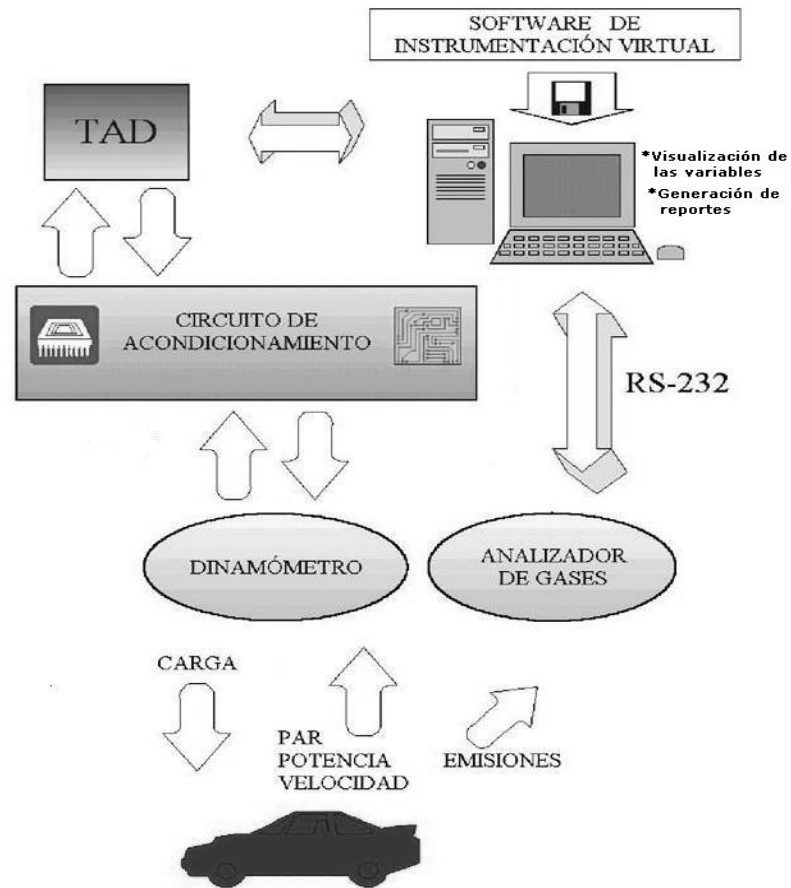 SOFTWARE DE
INSTRUMENTACIÓN VIRTUAL
TAD
*Visualización de
las variables
*Generación de
reportes
CIRCUITO DE
ACONDICIONAMIENTO
RS-232
DINAMÓMETRO
ANALIZADOR
DE GASES
CARGA
PAR
POTENCIA
VELOCIDAD
EMISIONES